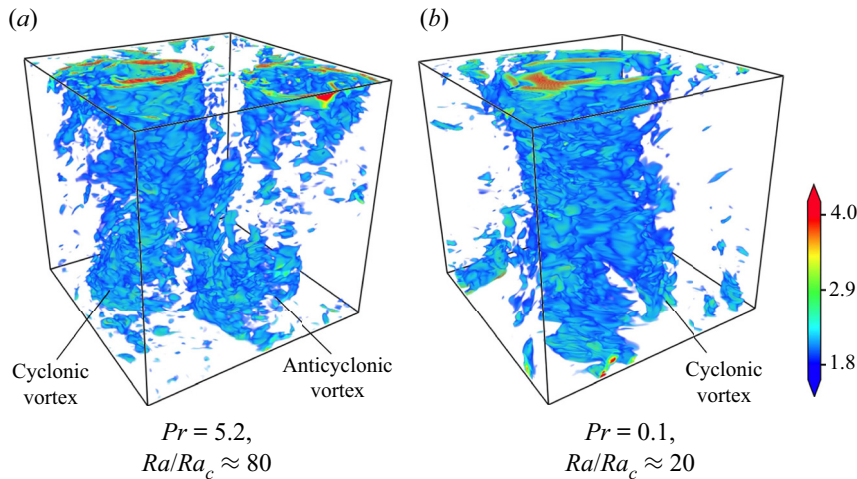 (a)
(b)
4.0
2.9
1.8
Cyclonic
vortex
Anticyclonic
vortex
Cyclonic
vortex
Pr = 5.2,
Ra/Ra_c ≈ 80
Pr = 0.1,
Ra/Ra_c ≈ 20